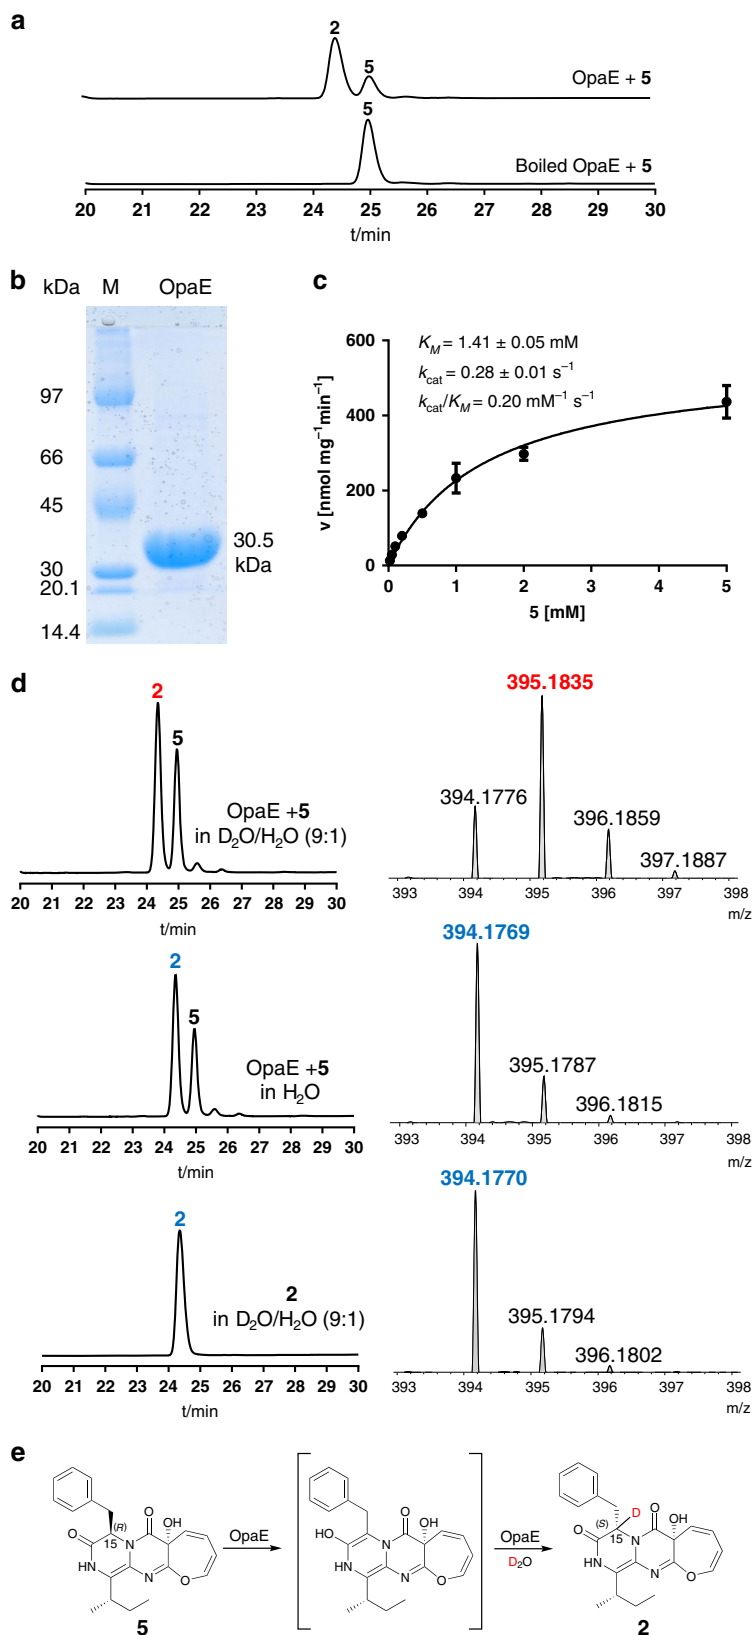 a
2
5
OpaE + 5
5
Boiled OpaE + 5
20 21 22 23 24 25 26 27 28 29 30
t/min
b
kDa M OpaE
97
66
45
30
20.1
14.4
30.5
kDa
c
K_M = 1.41 ± 0.05 mM
k_cat = 0.28 ± 0.01 s⁻¹
k_cat/K_M = 0.20 mM⁻¹ s⁻¹
600
400
200
0
v [nmol mg⁻¹min⁻¹]
0 1 2 3 4 5
5 [mM]
d
2
5
OpaE +5
in D₂O/H₂O (9:1)
20 21 22 23 24 25 26 27 28 29 30
t/min
395.1835
394.1776
396.1859
397.1887
393 394 395 396 397 398
m/z
2
5
OpaE +5
in H₂O
20 21 22 23 24 25 26 27 28 29 30
t/min
394.1769
395.1787
396.1815
393 394 395 396 397 398
m/z
2
2
in D₂O/H₂O (9:1)
20 21 22 23 24 25 26 27 28 29 30
t/min
394.1770
395.1794
396.1802
393 394 395 396 397 398
m/z
e
(R)
O
OH
O
15
N
HN
N
O
5
OpaE
O
OH
HO
N
HN
N
O
OpaE
D₂O
(S)
D
O
OH
O
15
N
HN
N
O
2